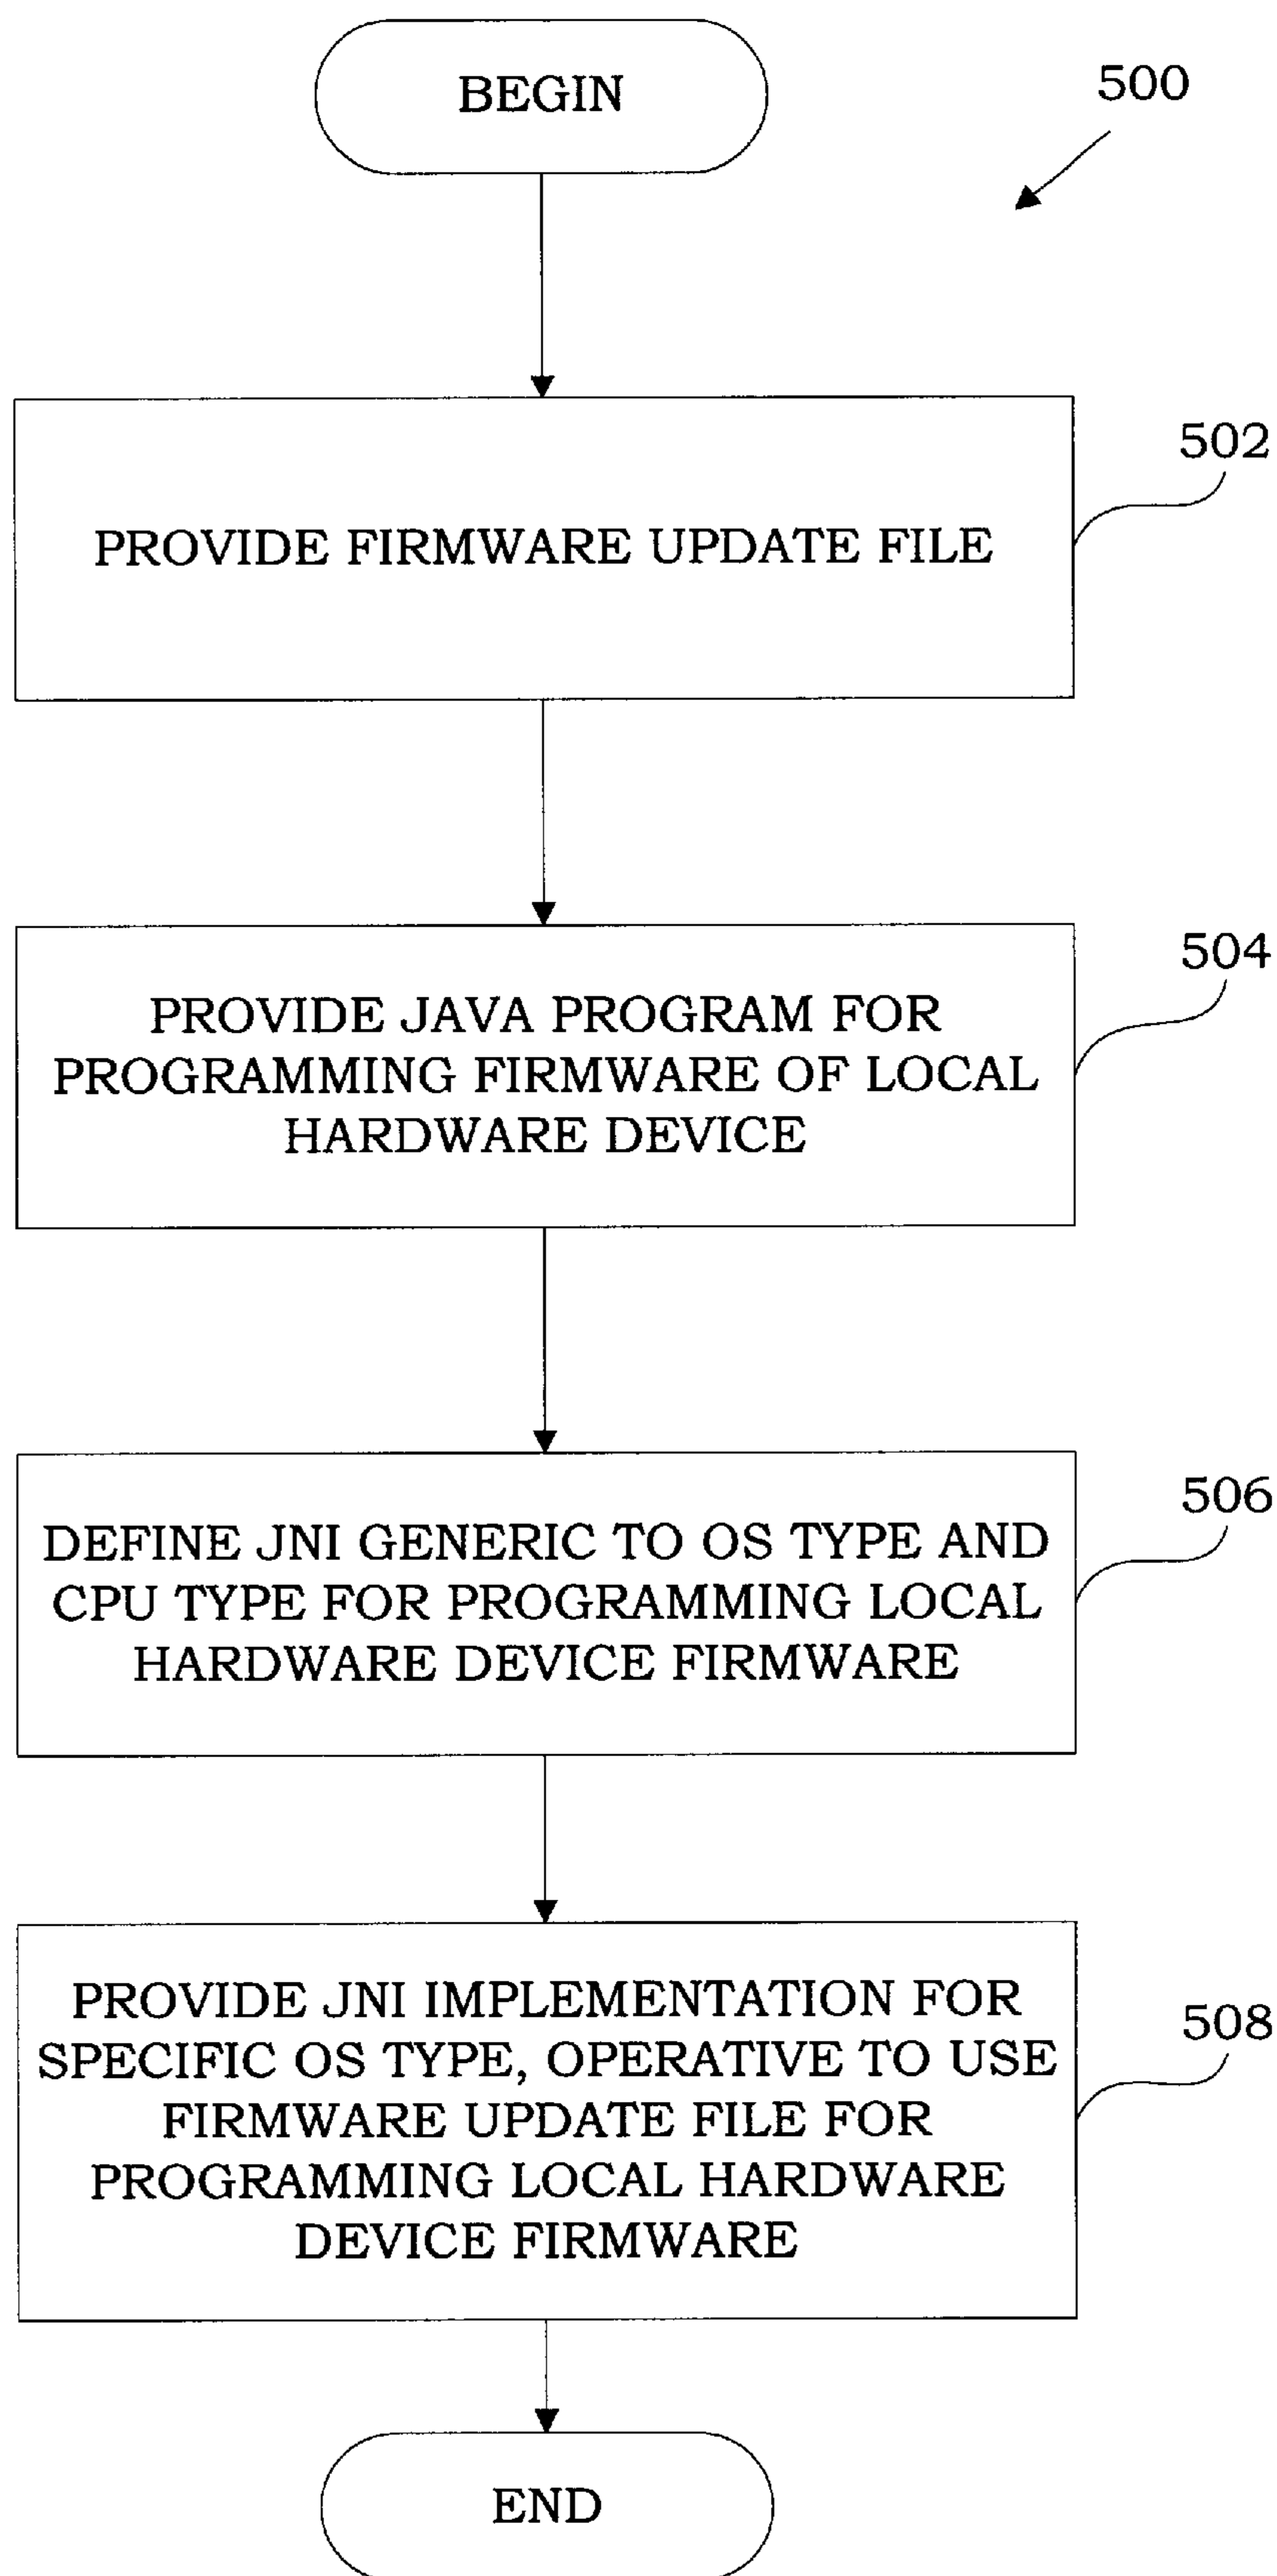 BEGIN
500
502
PROVIDE FIRMWARE UPDATE FILE
504
PROVIDE JAVA PROGRAM FOR
PROGRAMMING FIRMWARE OF LOCAL
HARDWARE DEVICE
506
DEFINE JNI GENERIC TO OS TYPE AND
CPU TYPE FOR PROGRAMMING LOCAL
HARDWARE DEVICE FIRMWARE
508
PROVIDE JNI IMPLEMENTATION FOR
SPECIFIC OS TYPE, OPERATIVE TO USE
FIRMWARE UPDATE FILE FOR
PROGRAMMING LOCAL HARDWARE
DEVICE FIRMWARE
END